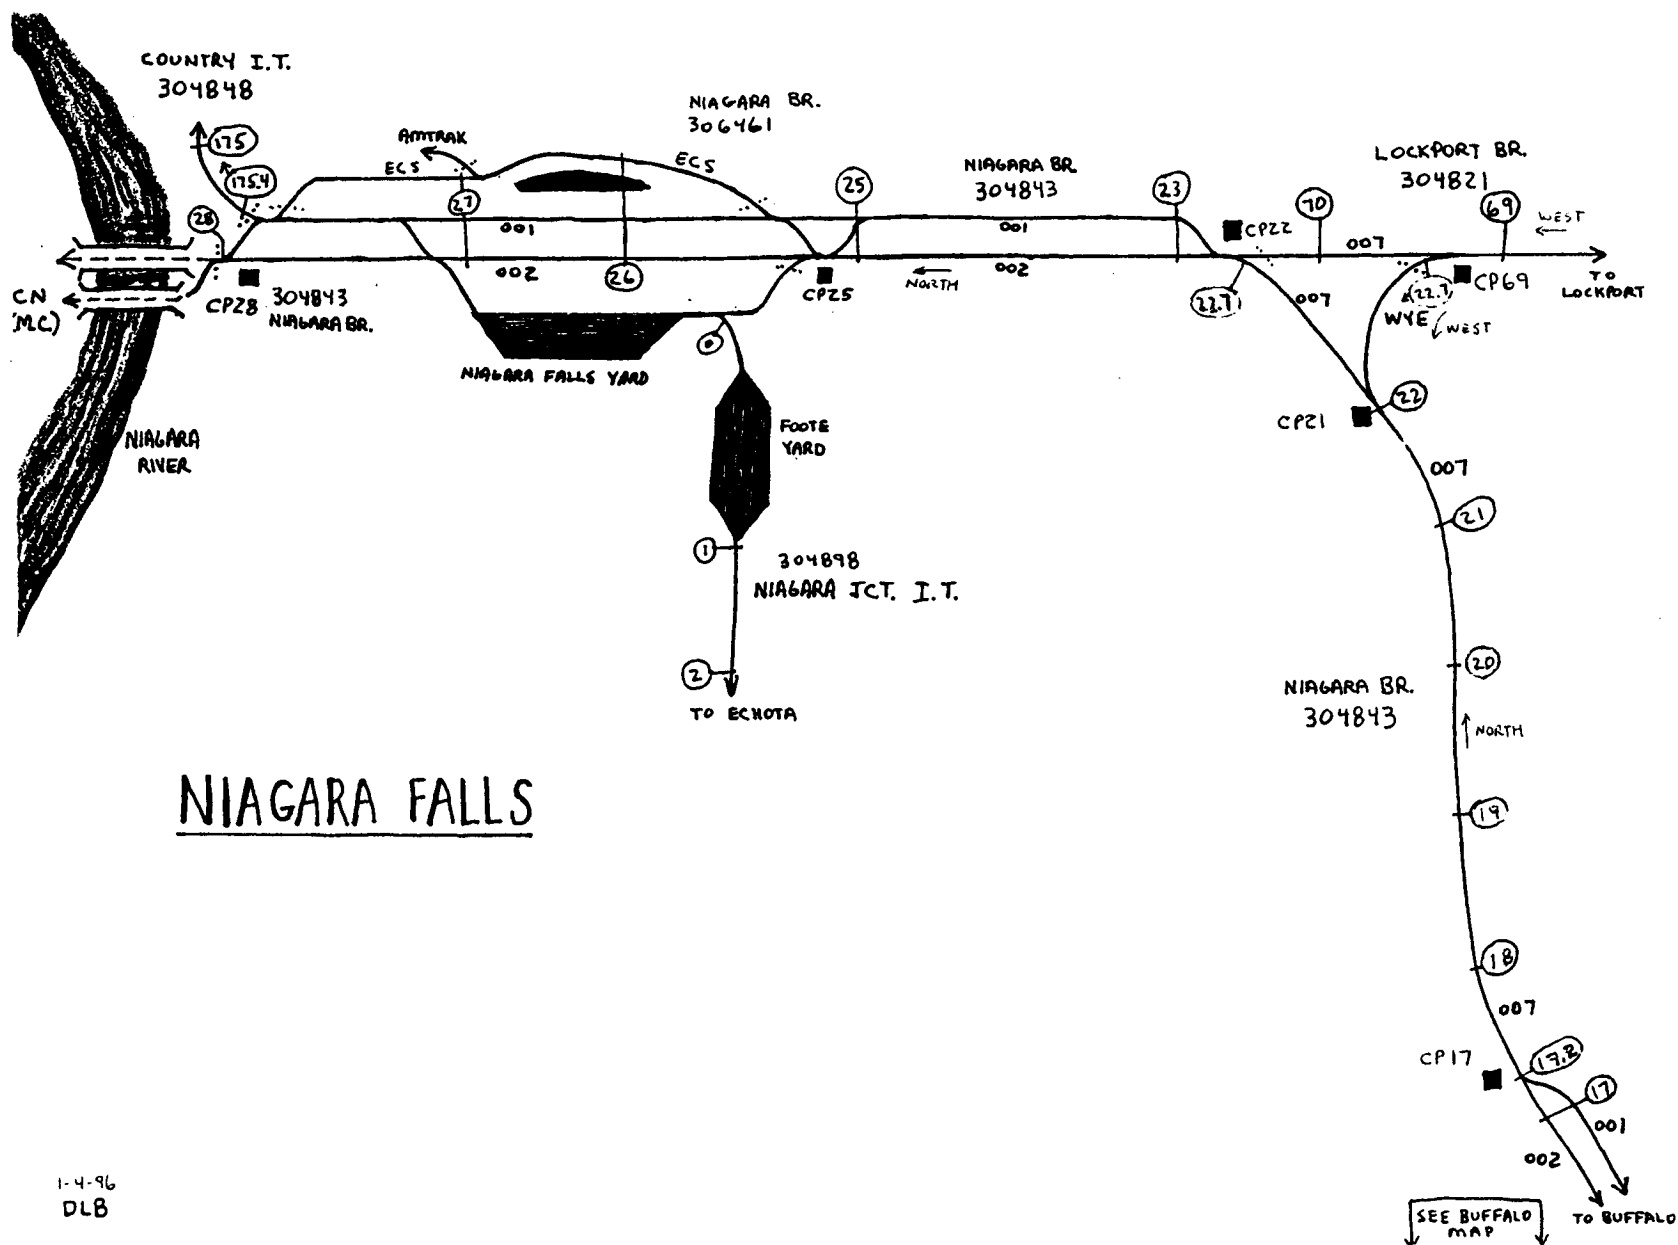 COUNTRY I.T.
304848
175
175.4
AMTRAK
ECS
NIAGARA BR.
306461
ECS
27
26
28
001
002
25
NIAGARA BR
304843
001
002
NORTH
23
CP22
70
LOCKPORT BR.
304821
69
WEST
007
007
22.7
22.7
WYE
WEST
CP69
TO
LOCKPORT
CN
M.C.)
CP28
304843
NIAGARA BR.
CP25
NIAGARA FALLS YARD
0
FOOTE
YARD
NIAGARA
RIVER
CP21
22
007
21
1
304898
NIAGARA JCT. I.T.
2
TO ECHOTA
20
NIAGARA BR.
304843
NORTH
19
NIAGARA FALLS
18
007
CP17
17.2
17
001
002
1-4-96
DLB
SEE BUFFALO
MAP
TO BUFFALO